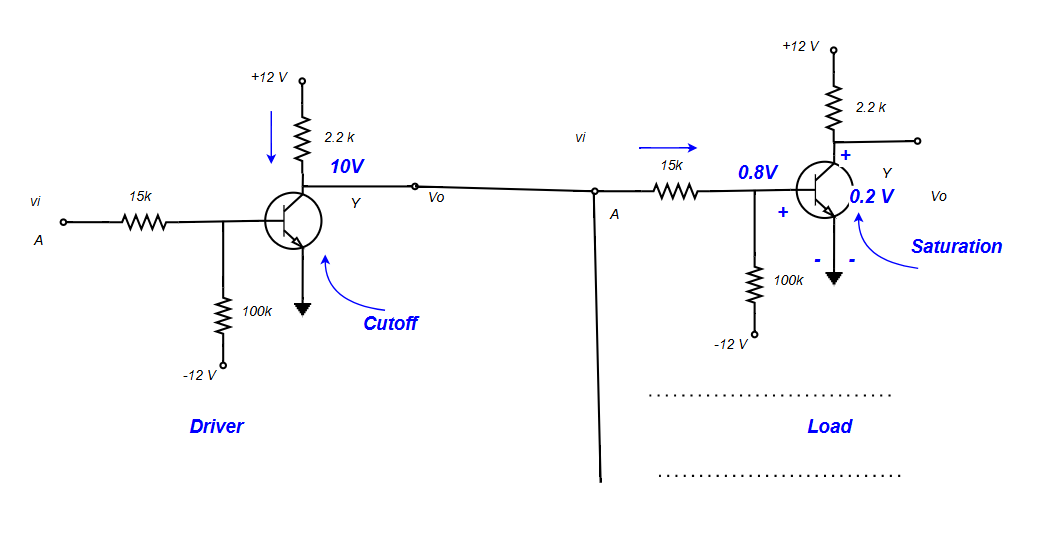 +12 V
2.2 k
10V
vi
15k
Y
Vo
A
100k
Cutoff
-12 V
Driver
+12 V
2.2 k
vi
15k
+
0.8V
Y
0.2 V
Vo
A
+
Saturation
- -
100k
-12 V
Load